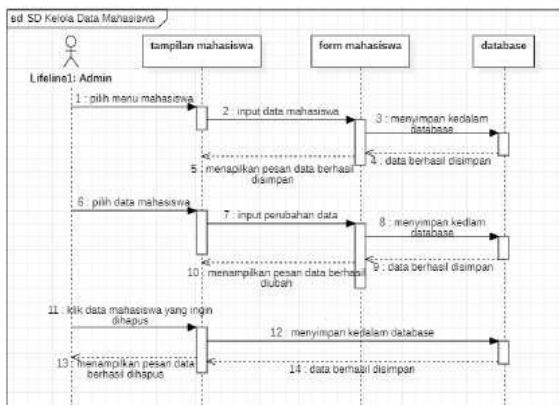 sd SD Kelola Data Mahasiswa
tampilan mahasiswa
form mahasiswa
database
Lifeline1: Admin
1 : pilih menu mahasiswa
2 : input data mahasiswa
3 : menyimpan kedalam
database
4 : data berhasil disimpan
5 : menapilkan pesan data berhasil
disimpan
6 : pilih data mahasiswa
7 : input perubahan data
8 : menyimpan kedlam
database
9 : data berhasil disimpan
10 : menampilkan pesan data berhasil
diubah
11 : klik data mahasiswa yang ingin
dihapus
12 : menyimpan kedalam database
13 : menampilkan pesan data
berhasil dihapus
14 : data berhasil disimpan